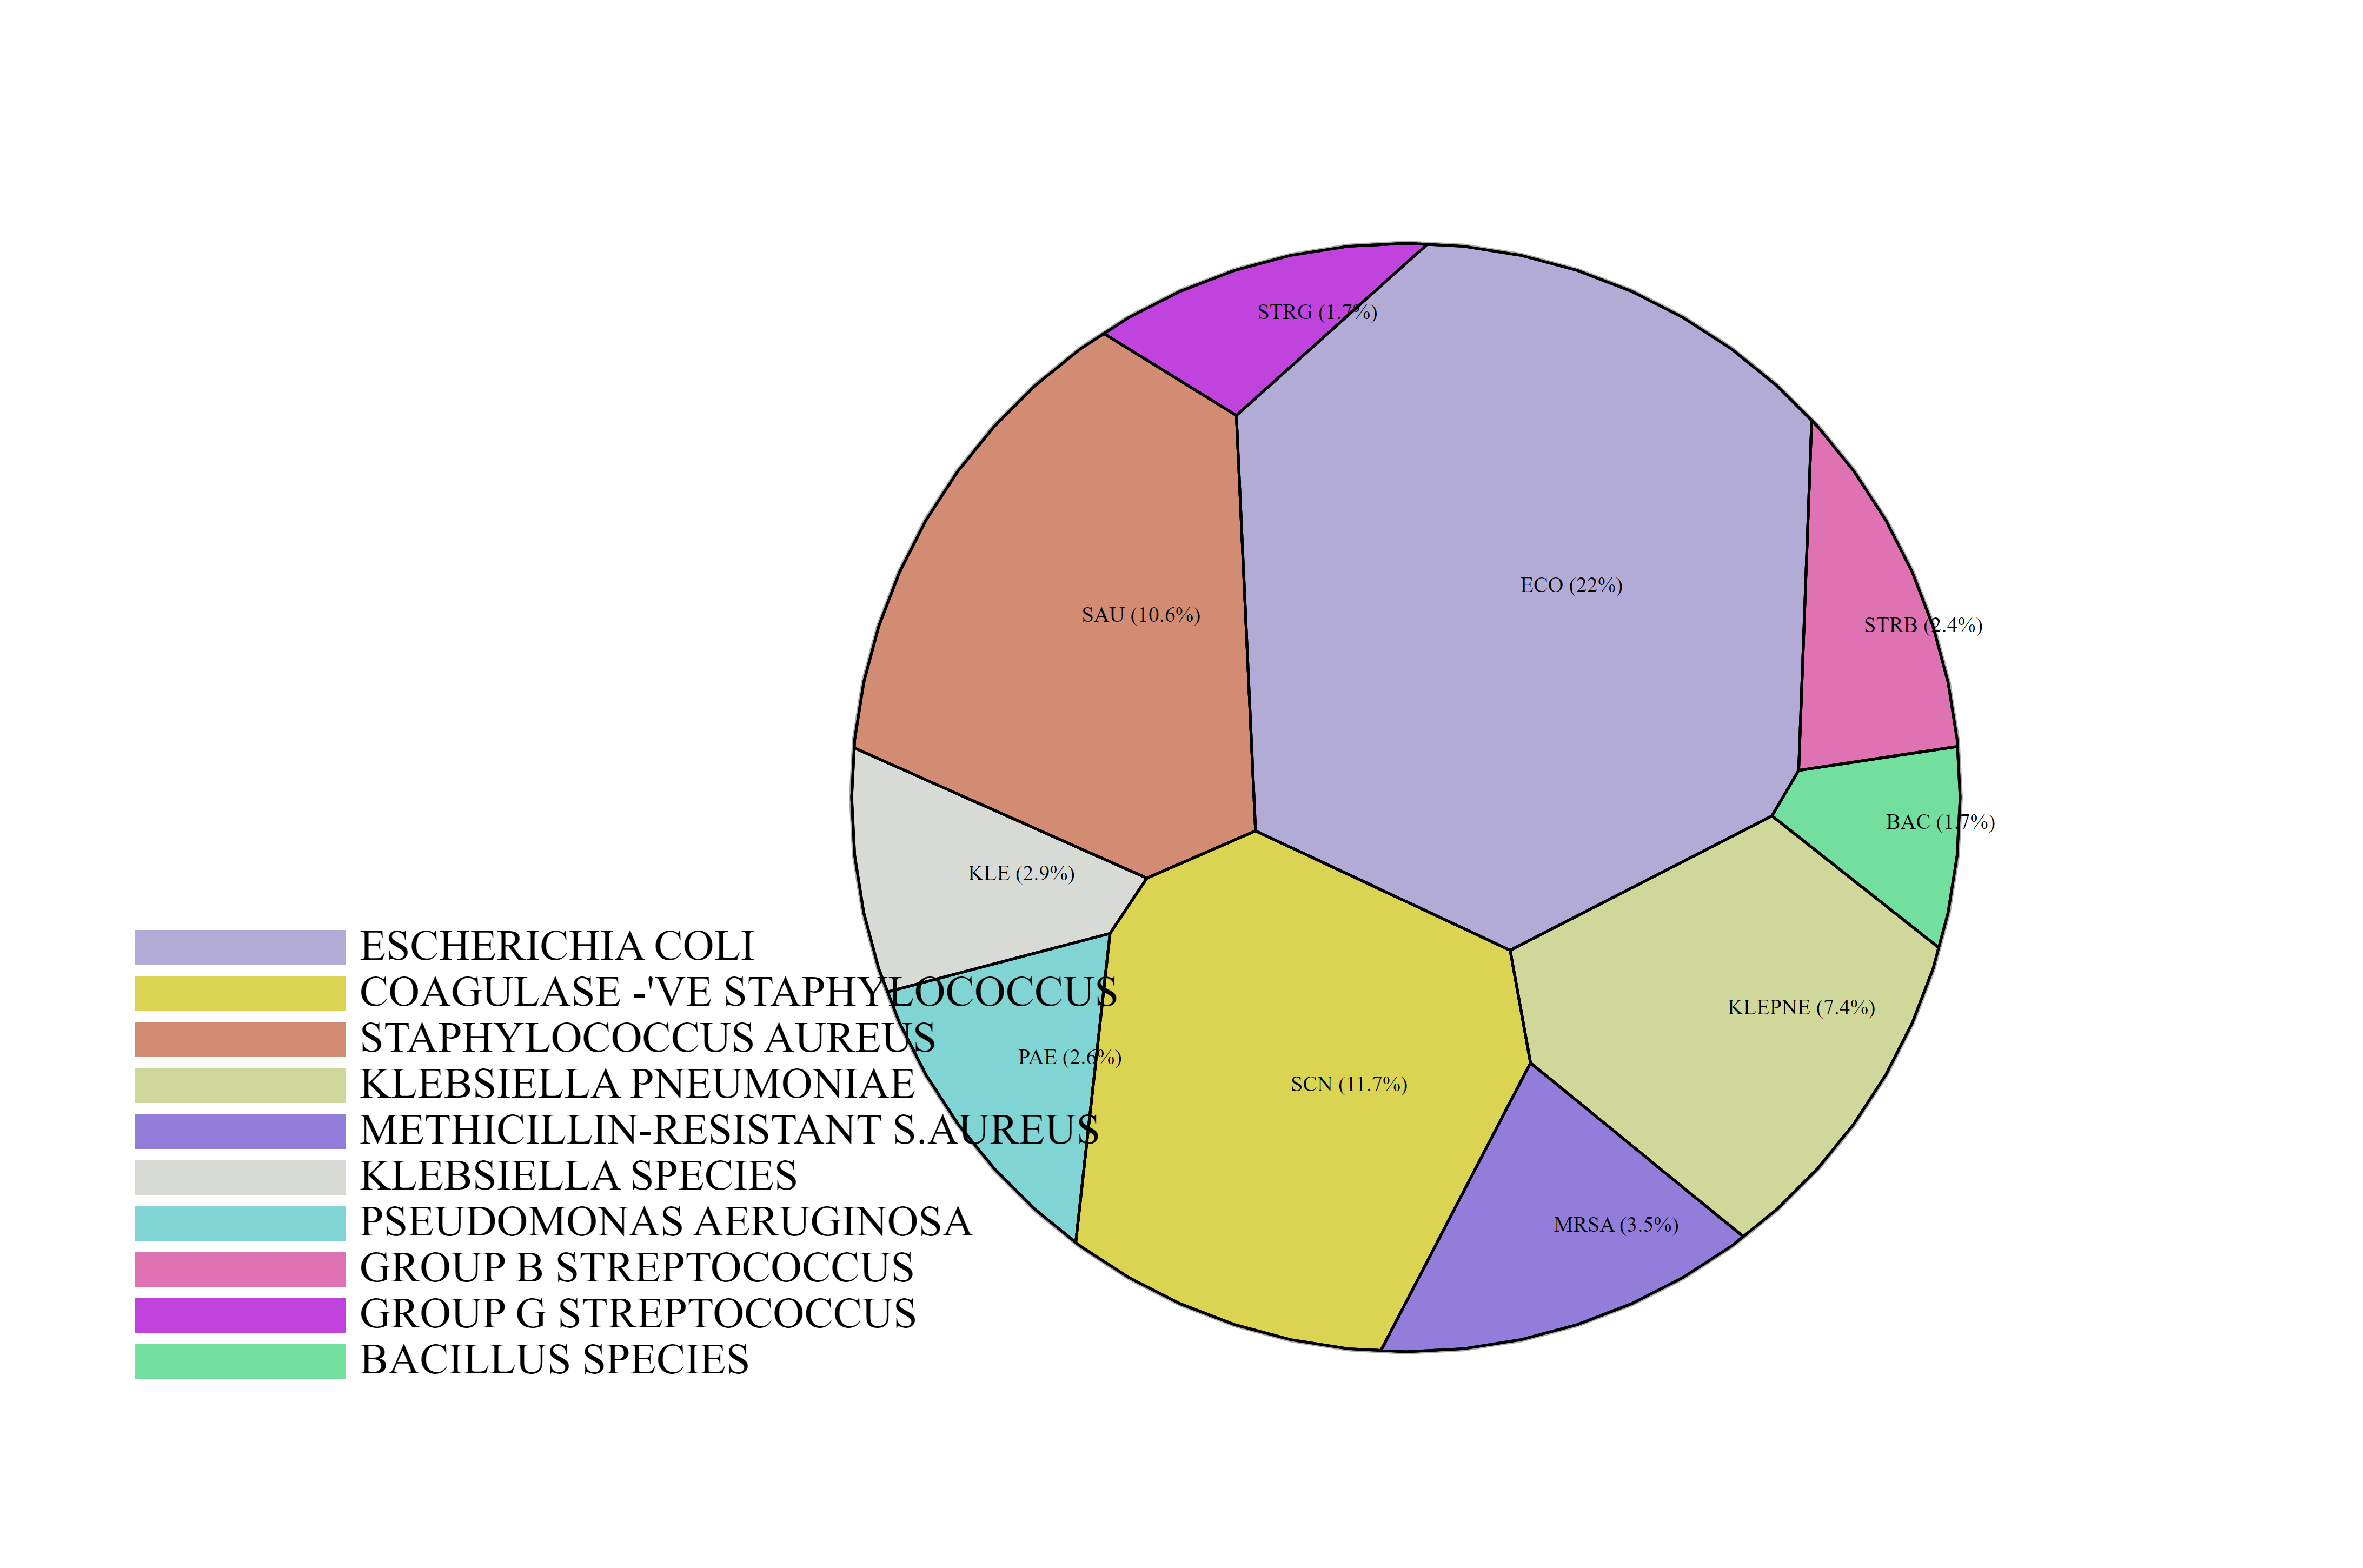 STRG (1.7%)
ECO (22%)
SAU (10.6%)
STRB (2.4%)
BAC (1.7%)
KLE (2.9%)
KLEPNE (7.4%)
PAE (2.6%)
SCN (11.7%)
MRSA (3.5%)
ESCHERICHIA COLI
COAGULASE -'VE STAPHYLOCOCCUS
STAPHYLOCOCCUS AUREUS
KLEBSIELLA PNEUMONIAE
METHICILLIN-RESISTANT S.AUREUS
KLEBSIELLA SPECIES
PSEUDOMONAS AERUGINOSA
GROUP B STREPTOCOCCUS
GROUP G STREPTOCOCCUS
BACILLUS SPECIES